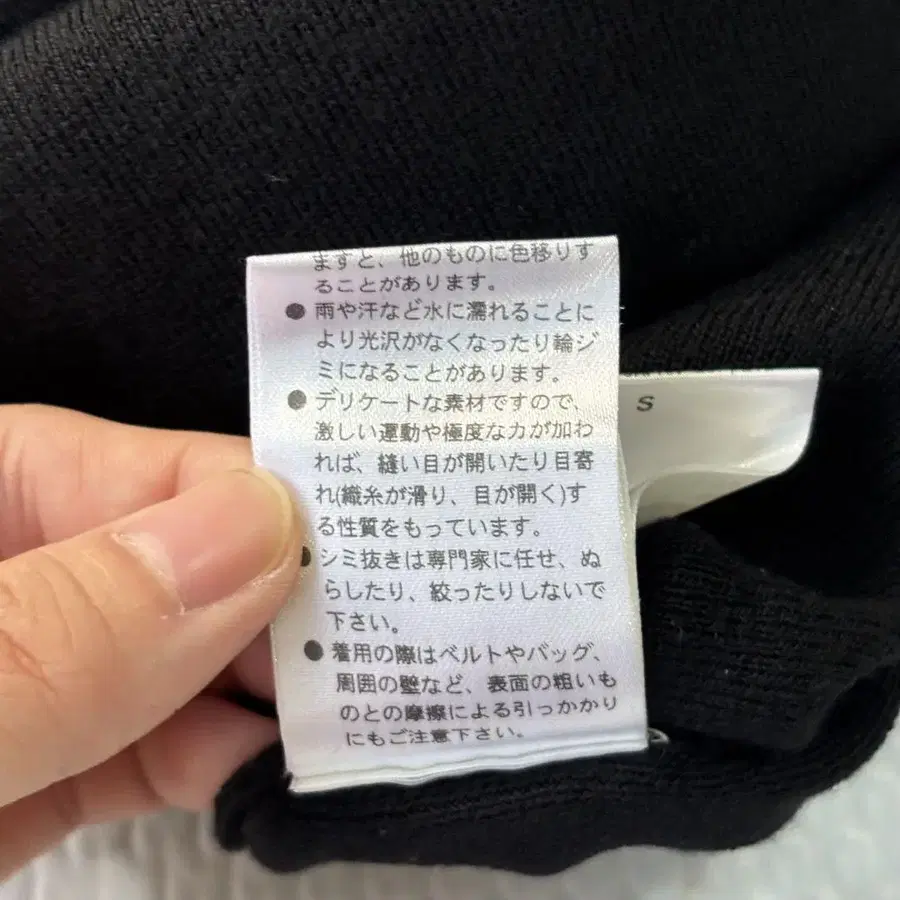 ますと、他のものに色移りす
ることがあります。
●雨や汗など水に濡れることに
より光沢がなくなったり輪ジ
ミになることがあります。
●デリケートな素材ですので、
激しい運動や極度な力が加わ
れば、縫い目が開いたり目寄
れ(織糸が滑り、目が開く)す
る性質をもっています。
●シミ抜きは専門家に任せ、ぬ
らしたり、絞ったりしないで
下さい。
●着用の際はベルトやバッグ、
周囲の壁など、表面の粗いも
のとの摩擦による引っかかり
にもご注意下さい。
S